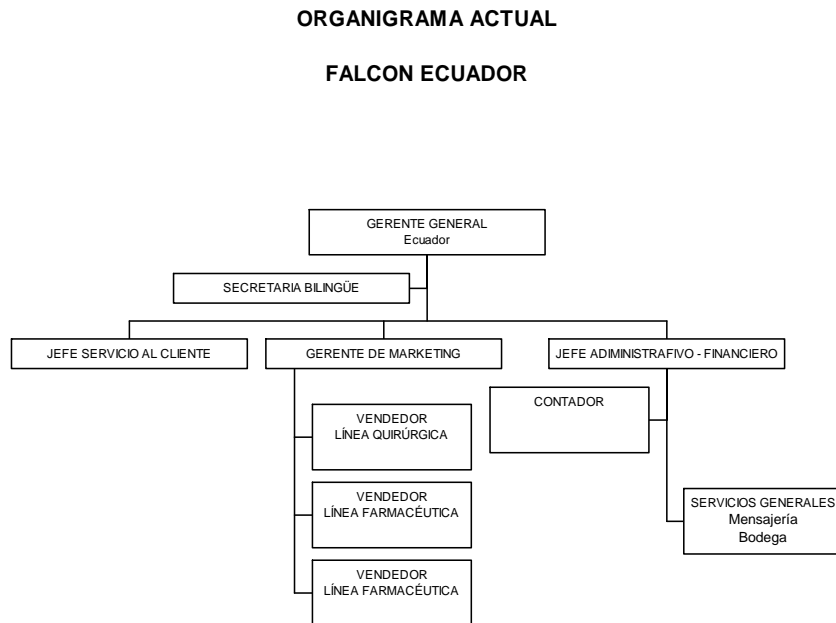 ORGANIGRAMA ACTUAL
FALCON ECUADOR
GERENTE GENERAL
Ecuador
SECRETARIA BILINGÜE
JEFE SERVICIO AL CLIENTE
GERENTE DE MARKETING
JEFE ADIMINISTRAFIVO - FINANCIERO
CONTADOR
VENDEDOR
LÍNEA QUIRÚRGICA
VENDEDOR
LÍNEA FARMACÉUTICA
SERVICIOS GENERALES
Mensajería
Bodega
VENDEDOR
LÍNEA FARMACÉUTICA